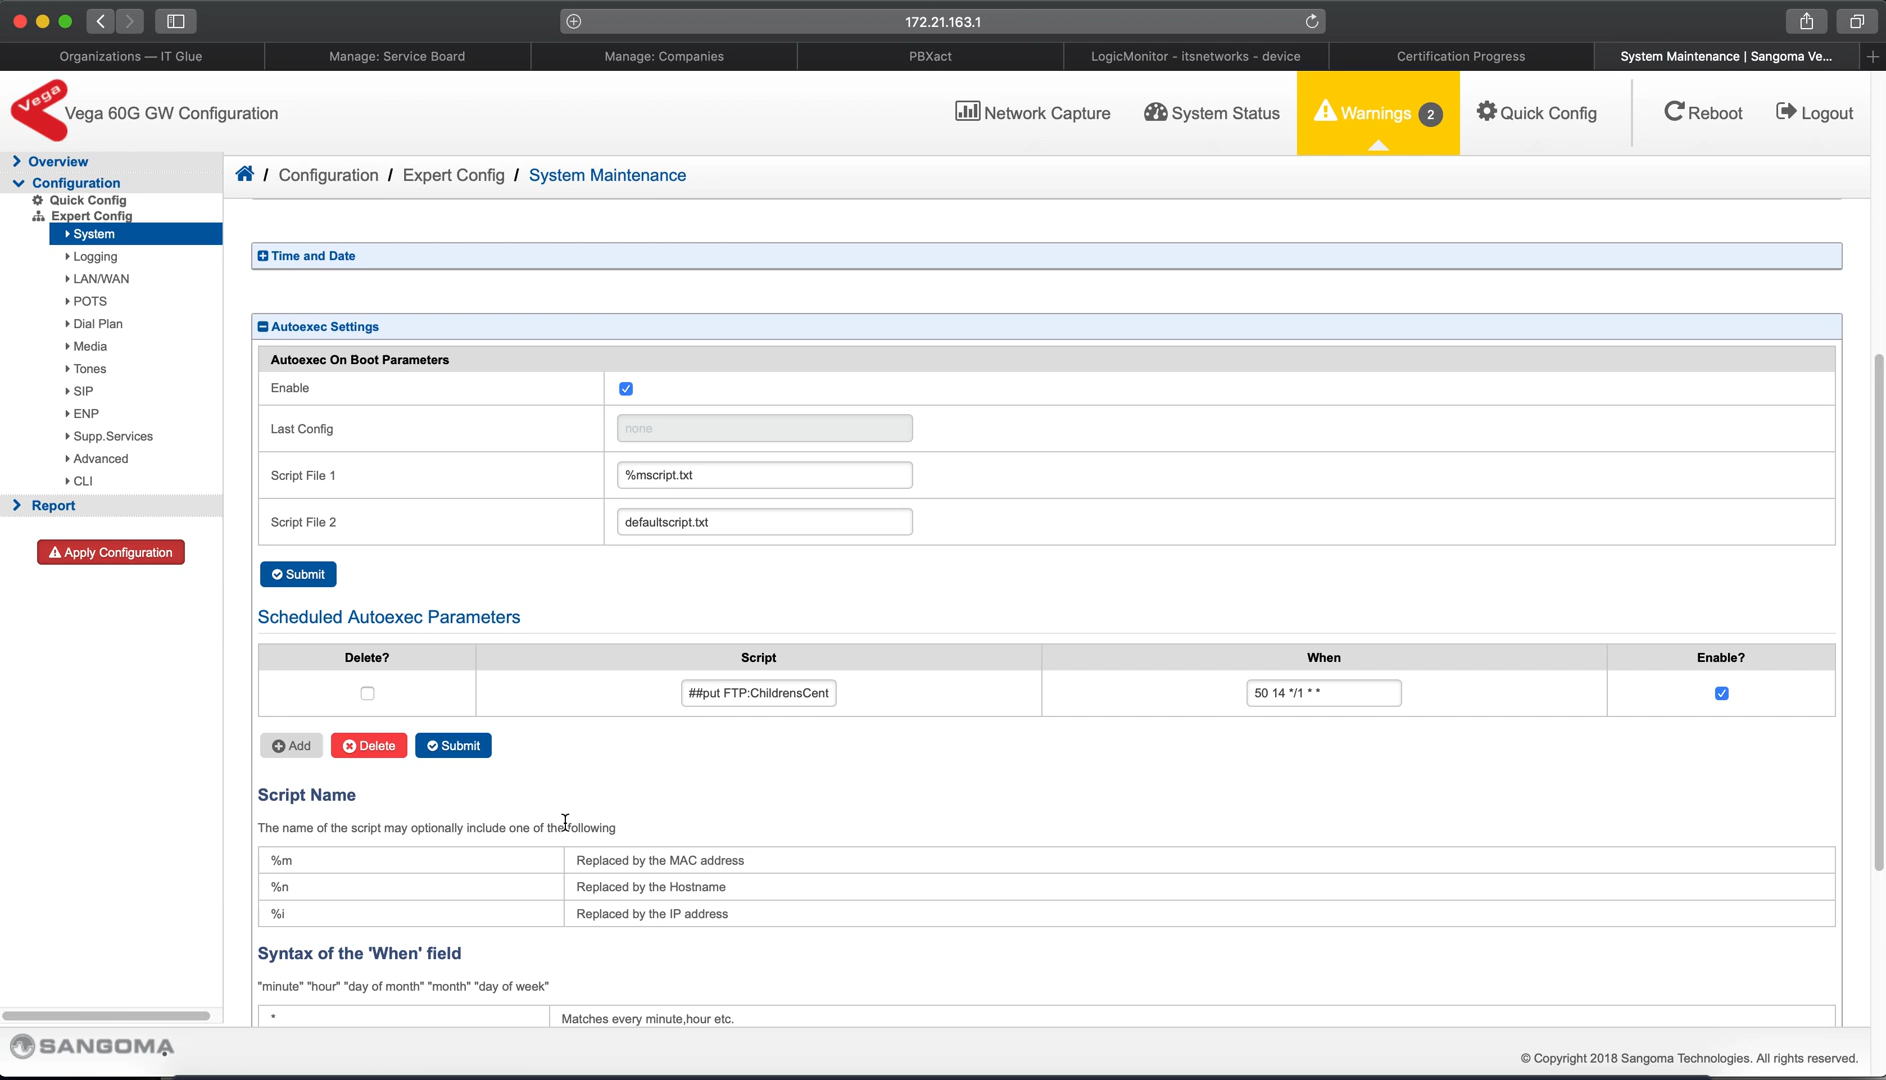 172.21.163.1
Organizations — IT Glue
Manage: Service Board
Manage: Companies
PBXact
LogicMonitor - itsnetworks - device
Certification Progress
System Maintenance | Sangoma Ve...
Vega
Vega 60G GW Configuration
Network Capture
System Status
Warnings 2
Quick Config
Reboot
Logout
Overview
Configuration
Quick Config
Expert Config
System
Logging
LAN/WAN
POTS
Dial Plan
Media
Tones
SIP
ENP
Supp.Services
Advanced
CLI
Report
Apply Configuration
/ Configuration / Expert Config / System Maintenance
Time and Date
Autoexec Settings
Autoexec On Boot Parameters
Enable
Last Config none
Script File 1 %mscript.txt
Script File 2 defaultscript.txt
Submit
Scheduled Autoexec Parameters
Delete? Script When Enable?
##put FTP:ChildrensCent 50 14 */1 * *
Add Delete Submit
Script Name
The name of the script may optionally include one of the following
%m Replaced by the MAC address
%n Replaced by the Hostname
%i Replaced by the IP address
Syntax of the 'When' field
"minute" "hour" "day of month" "month" "day of week"
* Matches every minute,hour etc.
SANGOMA
© Copyright 2018 Sangoma Technologies. All rights reserved.